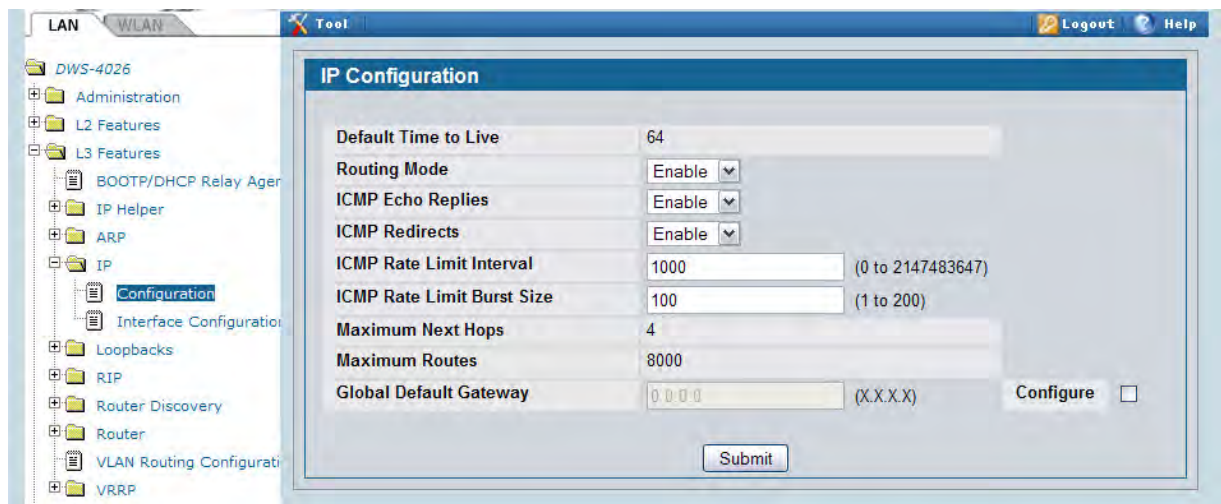 LAN WLAN Tool Logout Help
DWS-4026
Administration
L2 Features
L3 Features
BOOTP/DHCP Relay Agen
IP Helper
ARP
IP
Configuration
Interface Configuration
Loopbacks
RIP
Router Discovery
Router
VLAN Routing Configurati
VRRP
IP Configuration
Default Time to Live 64
Routing Mode Enable
ICMP Echo Replies Enable
ICMP Redirects Enable
ICMP Rate Limit Interval 1000 (0 to 2147483647)
ICMP Rate Limit Burst Size 100 (1 to 200)
Maximum Next Hops 4
Maximum Routes 8000
Global Default Gateway 0.0.0.0 (X.X.X.X) Configure
Submit